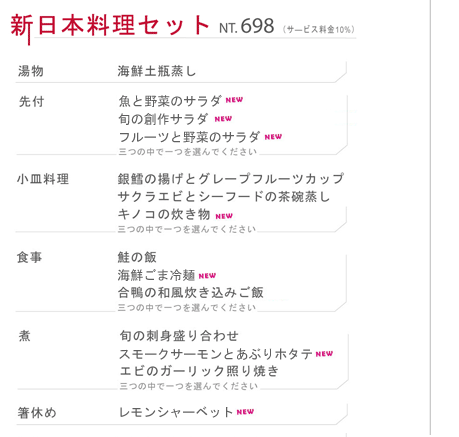 新日本料理セット NT. 698 （サービス料金10%）
湯物 海鮮土瓶蒸し
先付 魚と野菜のサラダ NEW
旬の創作サラダ NEW
フルーツと野菜のサラダ NEW
三つの中で一つを選んでください
小皿料理 銀鱈の揚げとグレープフルーツカップ
サクラエビとシーフードの茶碗蒸し
キノコの炊き物 NEW
三つの中で一つを選んでください
食事 鮭の飯
海鮮ごま冷麺 NEW
合鴨の和風炊き込みご飯
三つの中で一つを選んでください
煮 旬の刺身盛り合わせ
スモークサーモンとあぶりホタテ NEW
エビのガーリック照り焼き
三つの中で一つを選んでください
箸休め レモンシャーベット NEW